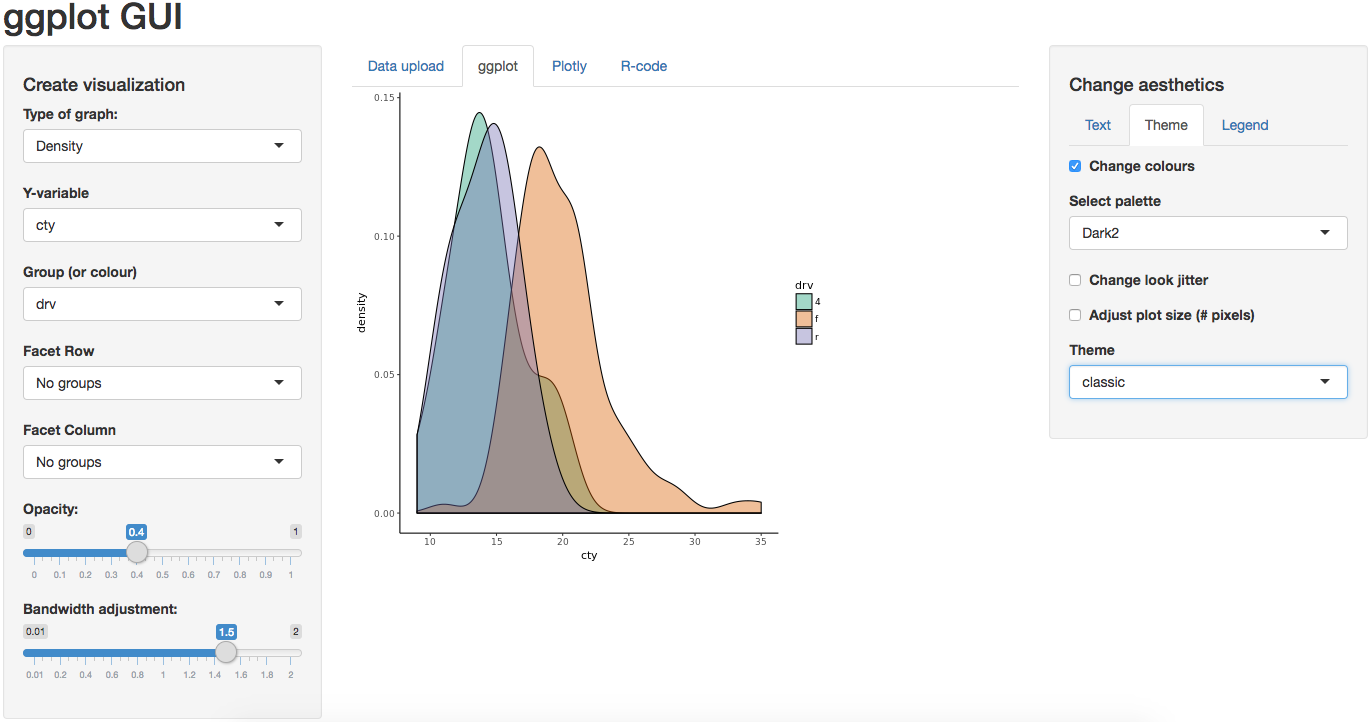 ggplot GUI
Create visualization
Type of graph:
Density
Y-variable
cty
Group (or colour)
drv
Facet Row
No groups
Facet Column
No groups
Opacity:
0 0.4 1
0 0.1 0.2 0.3 0.4 0.5 0.6 0.7 0.8 0.9 1
Bandwidth adjustment:
0.01 1.5 2
0.01 0.2 0.4 0.6 0.8 1 1.2 1.4 1.6 1.8 2
Data upload ggplot Plotly R-code
0.15
0.10
0.05
0.00
density
10 15 20 25 30 35
cty
drv
4
f
r
Change aesthetics
Text Theme Legend
Change colours
Select palette
Dark2
Change look jitter
Adjust plot size (# pixels)
Theme
classic